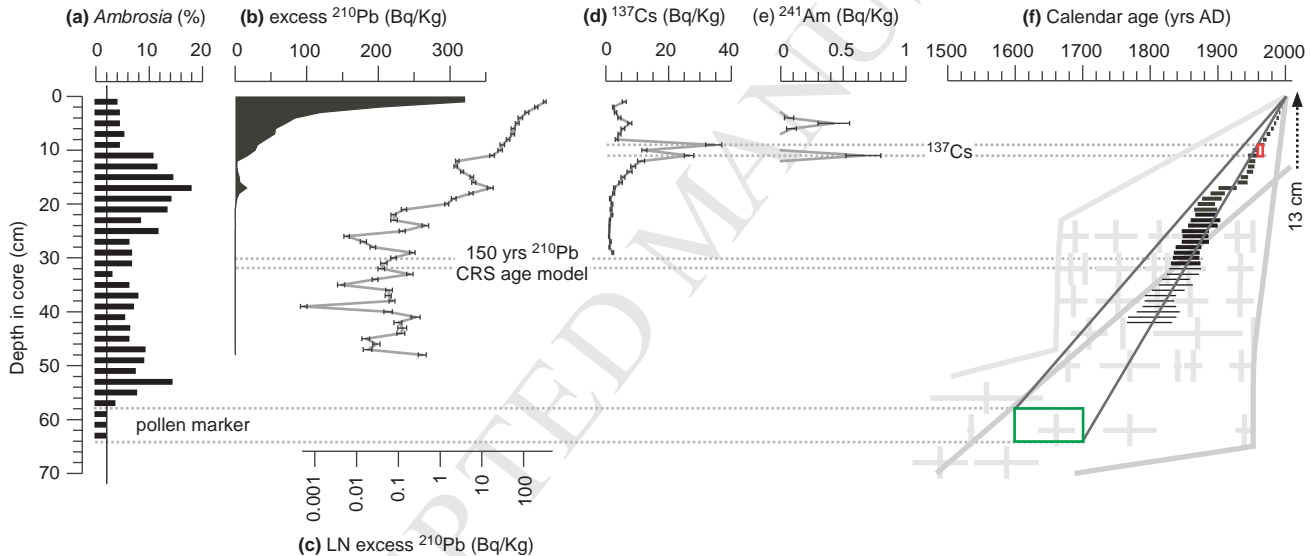 (a) Ambrosia (%)
(b) excess 210Pb (Bq/Kg)
(d) 137Cs (Bq/Kg)
(e) 241Am (Bq/Kg)
(f) Calendar age (yrs AD)
0 10 20
0 100 200 300
0 20 40
0 0.5 1
1500 1600 1700 1800 1900 2000
0
10
20
30
40
50
60
70
Depth in core (cm)
137Cs
13 cm
150 yrs 210Pb
CRS age model
pollen marker
0.001 0.01 0.1 1 10 100
(c) LN excess 210Pb (Bq/Kg)